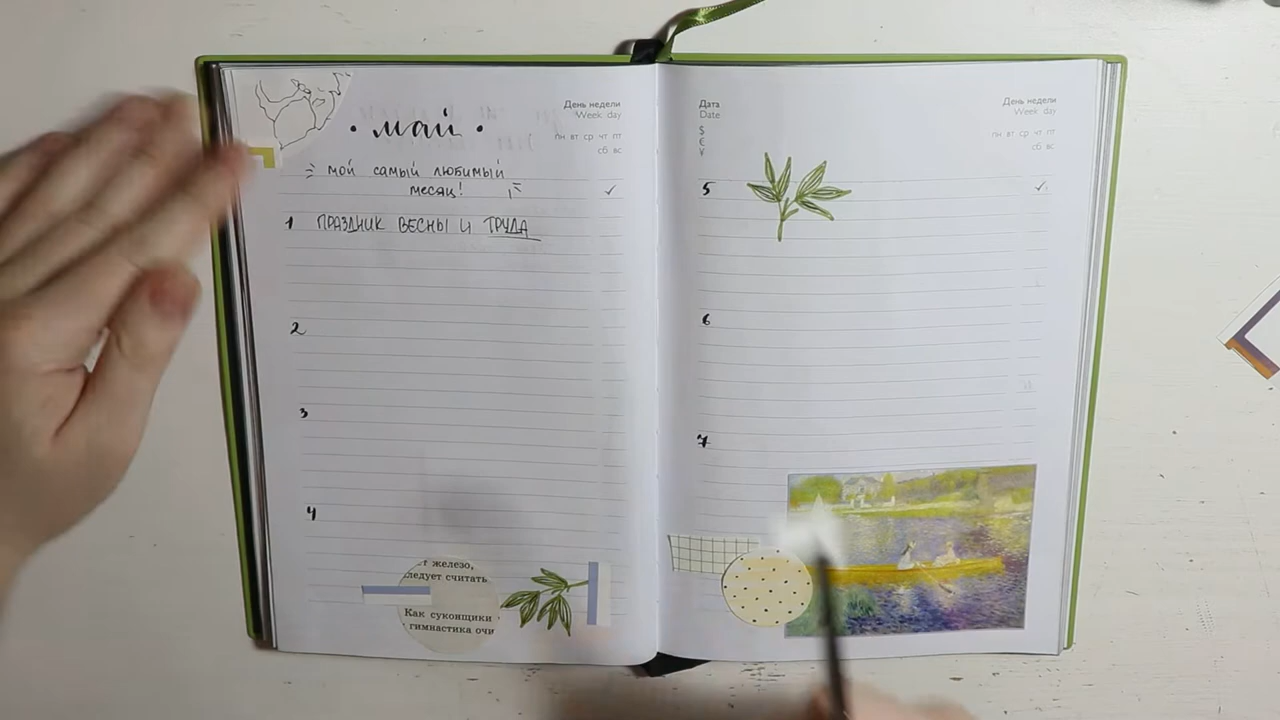 День недели
Week day
пн вт ср чт пт
сб вс
• май •
мой самый любимый
месяц!
✓
1 ПРАЗДНИК ВЕСНЫ И ТРУДА
2
3
4
т железо,
ледует считать
Как суконщики
гимнастика очи
Дата
Date
$
€
¥
День недели
Week day
пн вт ср чт пт
сб вс
5
✓
6
7